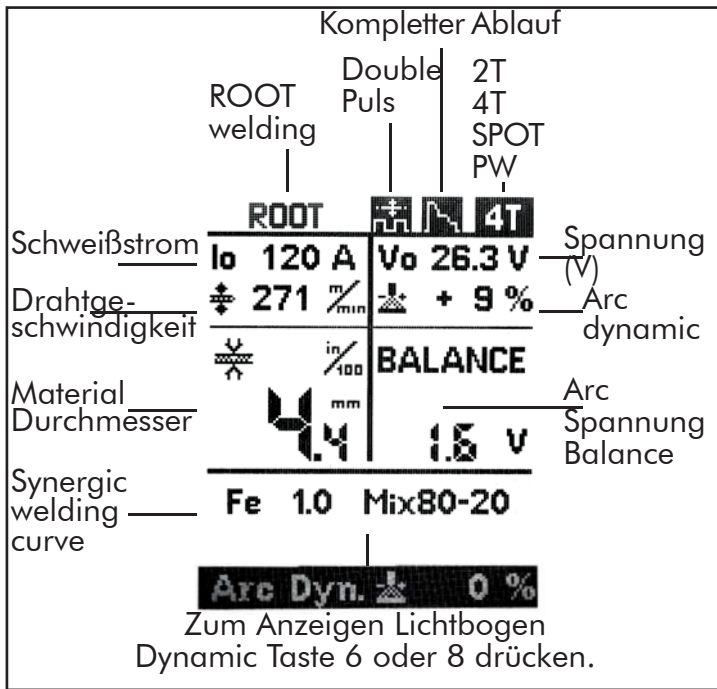 Kompletter Ablauf
Double
Puls
2T
4T
SPOT
PW
ROOT
welding
ROOT 4T
Schweißstrom
Io 120 A Vo 26.3 V
Spannung
(V)
Drahtge-
schwindigkeit
271 m/min + 9 %
Arc
dynamic
in/100 BALANCE
Material
Durchmesser
mm
4.4 1.6 V
Arc
Spannung
Balance
Synergic
welding
curve
Fe 1.0 Mix80-20
Arc Dyn. 0 %
Zum Anzeigen Lichtbogen
Dynamic Taste 6 oder 8 drücken.